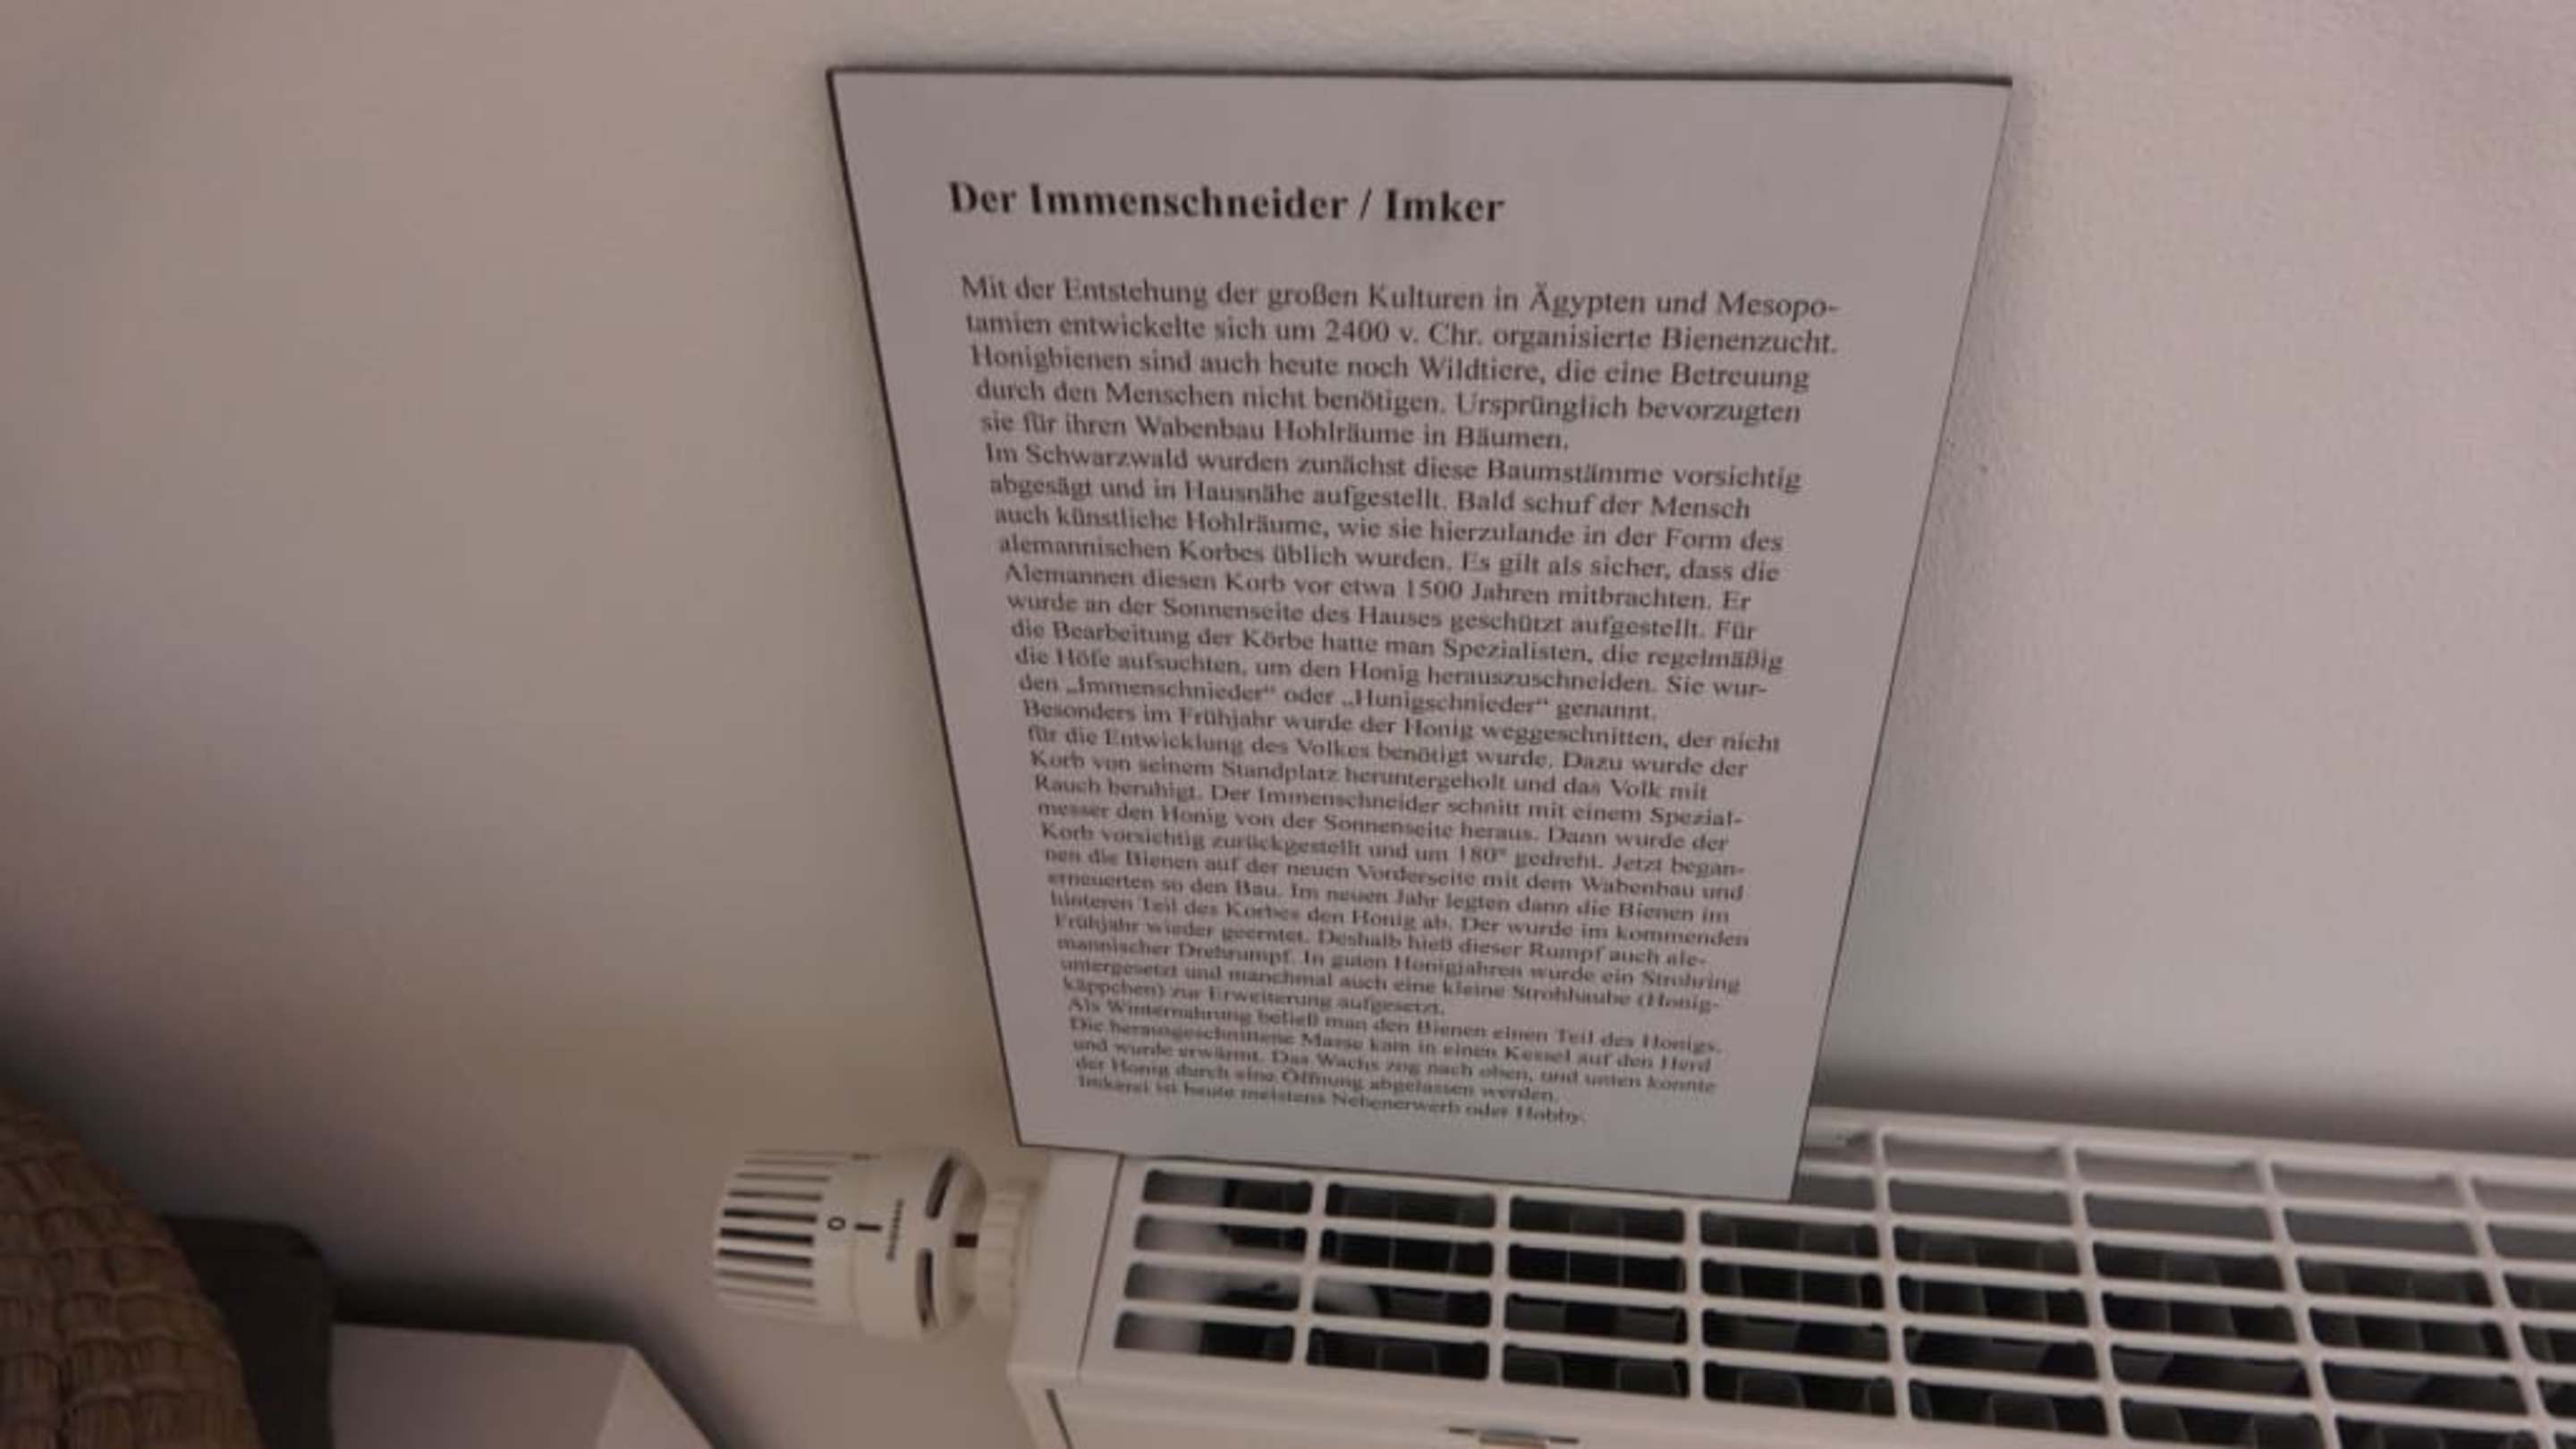 Der Immenschneider / Imker
Mit der Entstehung der großen Kulturen in Ägypten und Mesopo-
tamien entwickelte sich um 2400 v. Chr. organisierte Bienenzucht.
Honigbienen sind auch heute noch Wildtiere, die eine Betreuung
durch den Menschen nicht benötigen. Ursprünglich bevorzugten
sie für ihren Wabenbau Hohlräume in Bäumen.
Im Schwarzwald wurden zunächst diese Baumstämme vorsichtig
abgesägt und in Hausnähe aufgestellt. Bald schuf der Mensch
auch künstliche Hohlräume, wie sie hierzulande in der Form des
alemannischen Korbes üblich wurden. Es gilt als sicher, dass die
Alemannen diesen Korb vor etwa 1500 Jahren mitbrachten. Er
wurde an der Sonnenseite des Hauses geschützt aufgestellt. Für
die Bearbeitung der Körbe hatte man Spezialisten, die regelmäßig
die Höfe aufsuchten, um den Honig herauszuschneiden. Sie wur-
den „Immenschnieder“ oder „Hunigschnieder“ genannt.
Besonders im Frühjahr wurde der Honig weggeschnitten, der nicht
für die Entwicklung des Volkes benötigt wurde. Dazu wurde der
Korb von seinem Standplatz heruntergeholt und das Volk mit
Rauch beruhigt. Der Immenschneider schnitt mit einem Spezial-
messer den Honig von der Sonnenseite heraus. Dann wurde der
Korb vorsichtig zurückgestellt und um 180° gedreht. Jetzt began-
nen die Bienen auf der neuen Vorderseite mit dem Wabenbau und
erneuerten so den Bau. Im neuen Jahr legten dann die Bienen im
hinteren Teil des Korbes den Honig ab. Der wurde im kommenden
Frühjahr wieder geerntet. Deshalb hieß dieser Rumpf auch ale-
mannischer Drehrumpf. In guten Honigjahren wurde ein Strohring
untergesetzt und manchmal auch eine kleine Strohhaube (Honig-
käppchen) zur Erweiterung aufgesetzt.
Als Winternahrung beließ man den Bienen einen Teil des Honigs.
Die herausgeschnittene Masse kam in einen Kessel auf den Herd
und wurde erwärmt. Das Wachs zog nach oben, und unten konnte
der Honig durch eine Öffnung abgelassen werden.
Imkerei ist heute meistens Nebenerwerb oder Hobby.